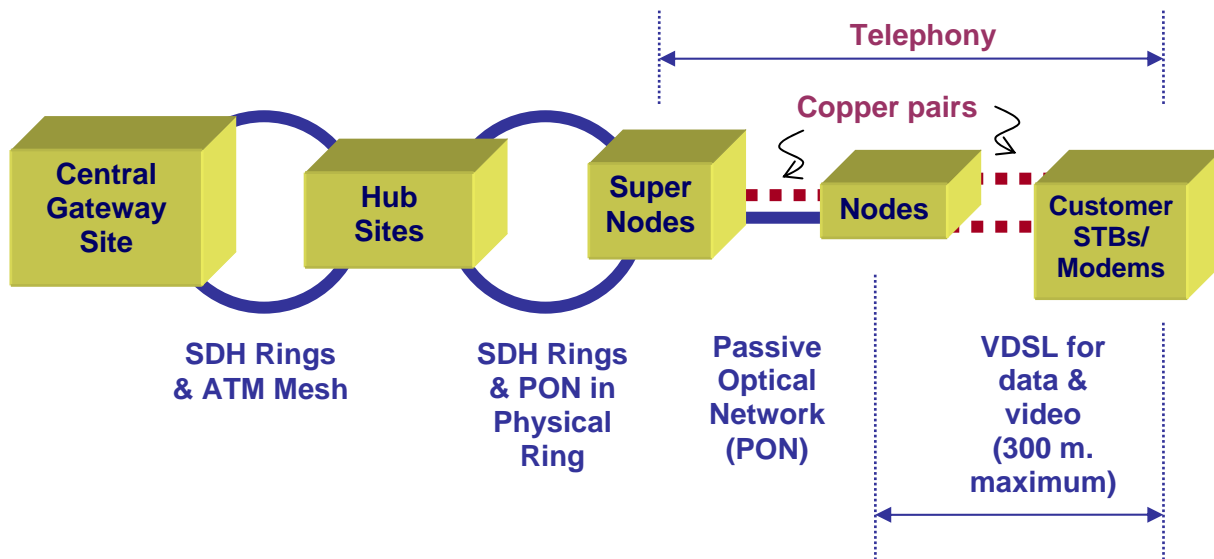 Telephony
Copper pairs
Central
Gateway
Site
Hub
Sites
Super
Nodes
Nodes
Customer
STBs/
Modems
SDH Rings
& ATM Mesh
SDH Rings
& PON in
Physical
Ring
Passive
Optical
Network
(PON)
VDSL for
data &
video
(300 m.
maximum)